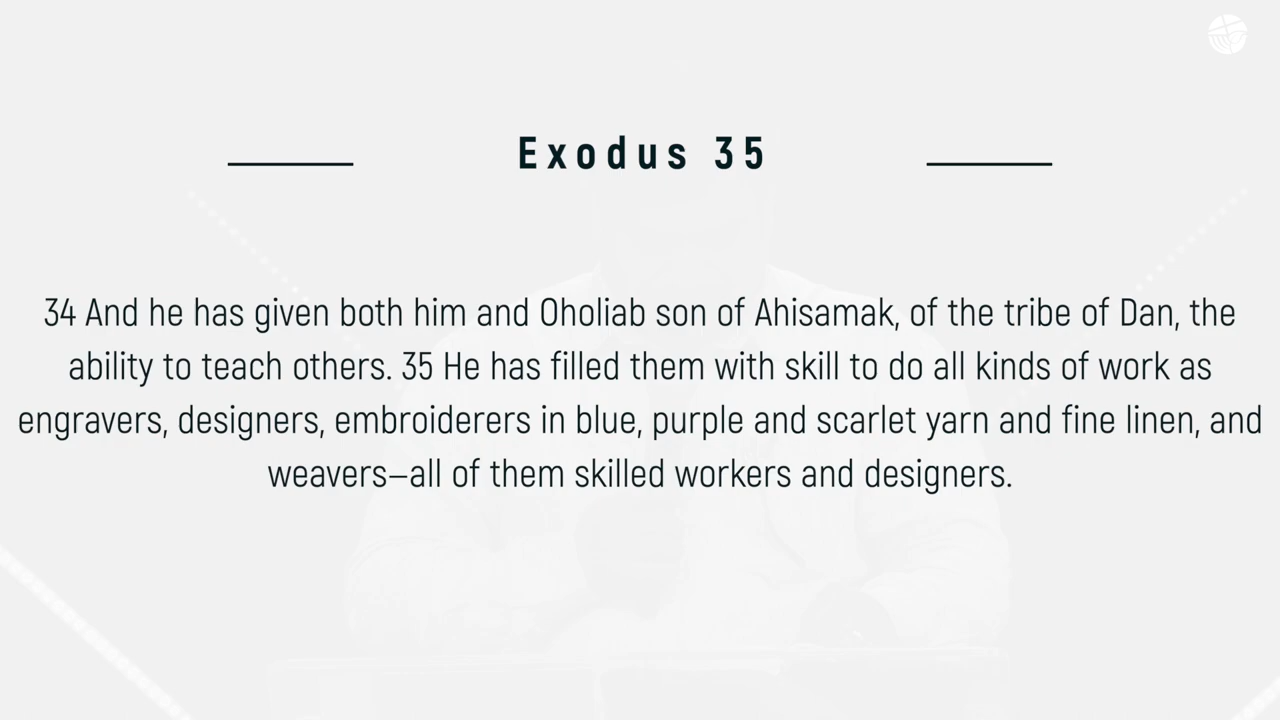 Exodus 35
34 And he has given both him and Oholiab son of Ahisamak, of the tribe of Dan, the
ability to teach others. 35 He has filled them with skill to do all kinds of work as
engravers, designers, embroiderers in blue, purple and scarlet yarn and fine linen, and
weavers—all of them skilled workers and designers.